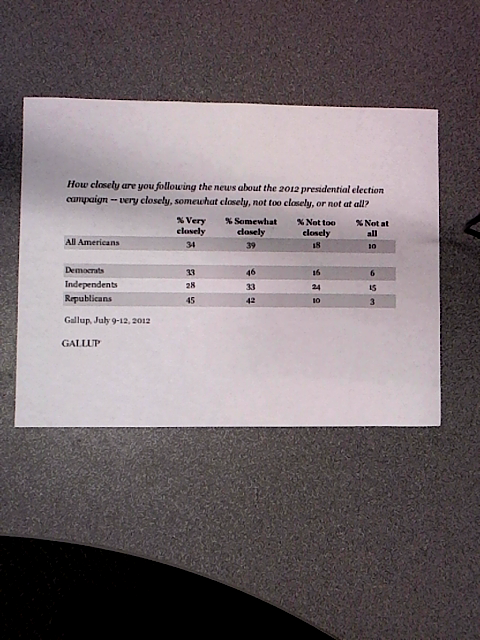 How closely are you following the news about the 2012 presidential election
campaign -- very closely, somewhat closely, not too closely, or not at all?
% Very closely % Somewhat closely % Not too closely % Not at all
All Americans 34 39 18 10
Democrats 33 46 16 6
Independents 28 33 24 15
Republicans 45 42 10 3
Gallup, July 9-12, 2012
GALLUP